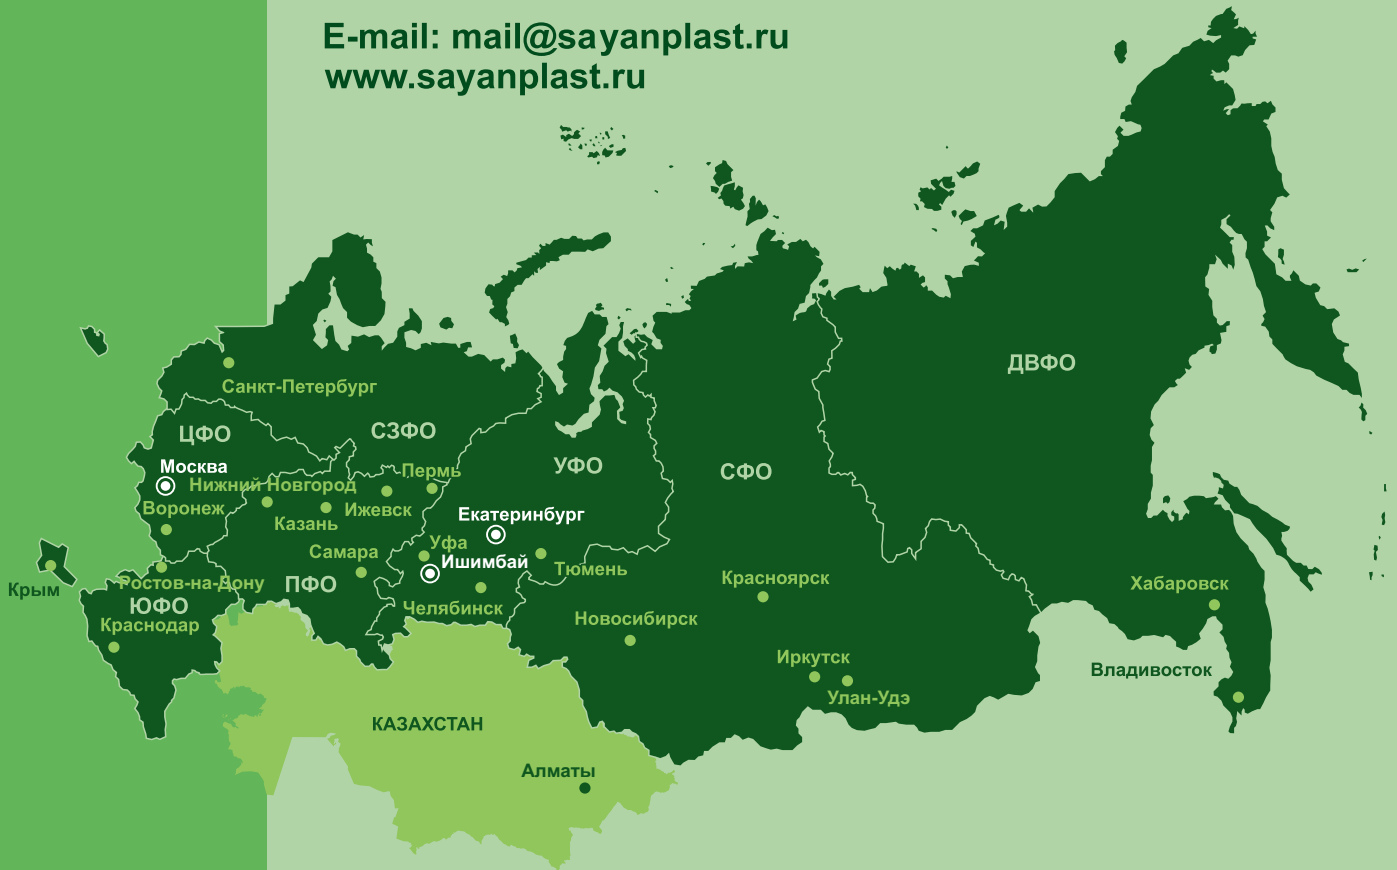 E-mail: mail@sayanplast.ru
www.sayanplast.ru
ДВФО
Санкт-Петербург
ЦФО
СЗФО
Москва
Пермь
УФО
СФО
Нижний Новгород
Воронеж
Казань
Ижевск
Екатеринбург
Уфа
Самара
Ишимбай
Тюмень
Крым
Ростов-на-Дону
ПФО
Красноярск
Хабаровск
ЮФО
Челябинск
Краснодар
Новосибирск
Иркутск
Владивосток
Улан-Удэ
КАЗАХСТАН
Алматы